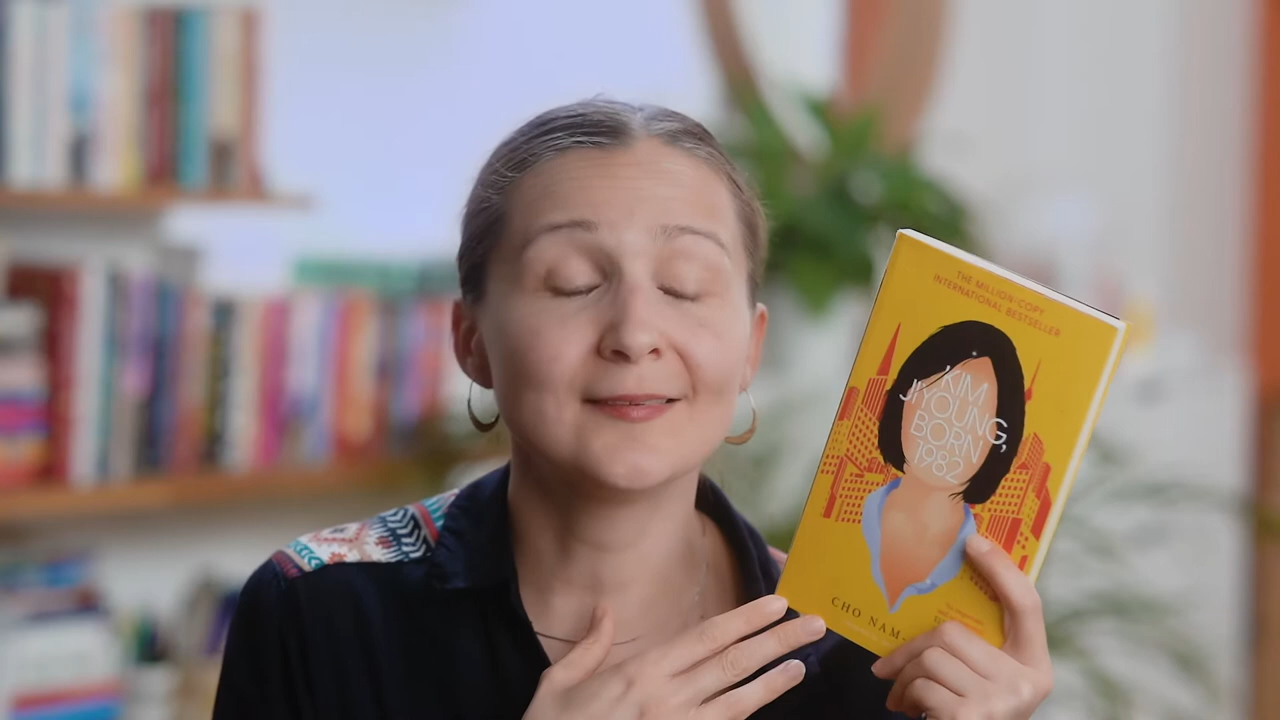 THE MILLION-COPY
INTERNATIONAL BESTSELLER
KIM
JIYOUNG,
BORN
1982
CHO NAM-